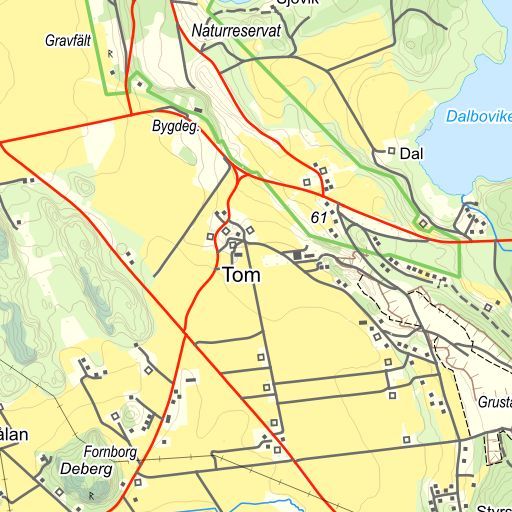 Sjövik
Naturreservat
Gravfält
R
Dalbovike
Bygdeg.
Dal
61
Tom
Grusta
ålan
Fornborg
Deberg
R
Styrs